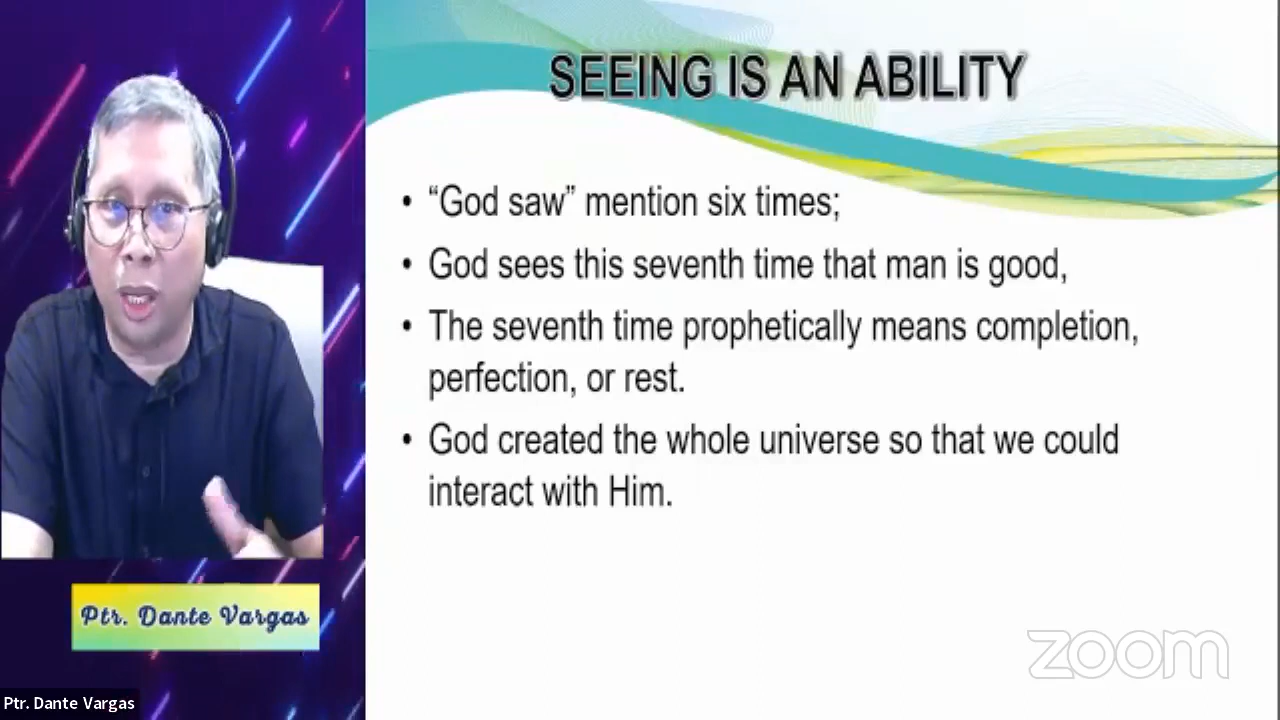 SEEING IS AN ABILITY
• “God saw” mention six times;
• God sees this seventh time that man is good,
• The seventh time prophetically means completion,
perfection, or rest.
• God created the whole universe so that we could
interact with Him.
Ptr. Dante Vargas
Ptr. Dante Vargas
zoom